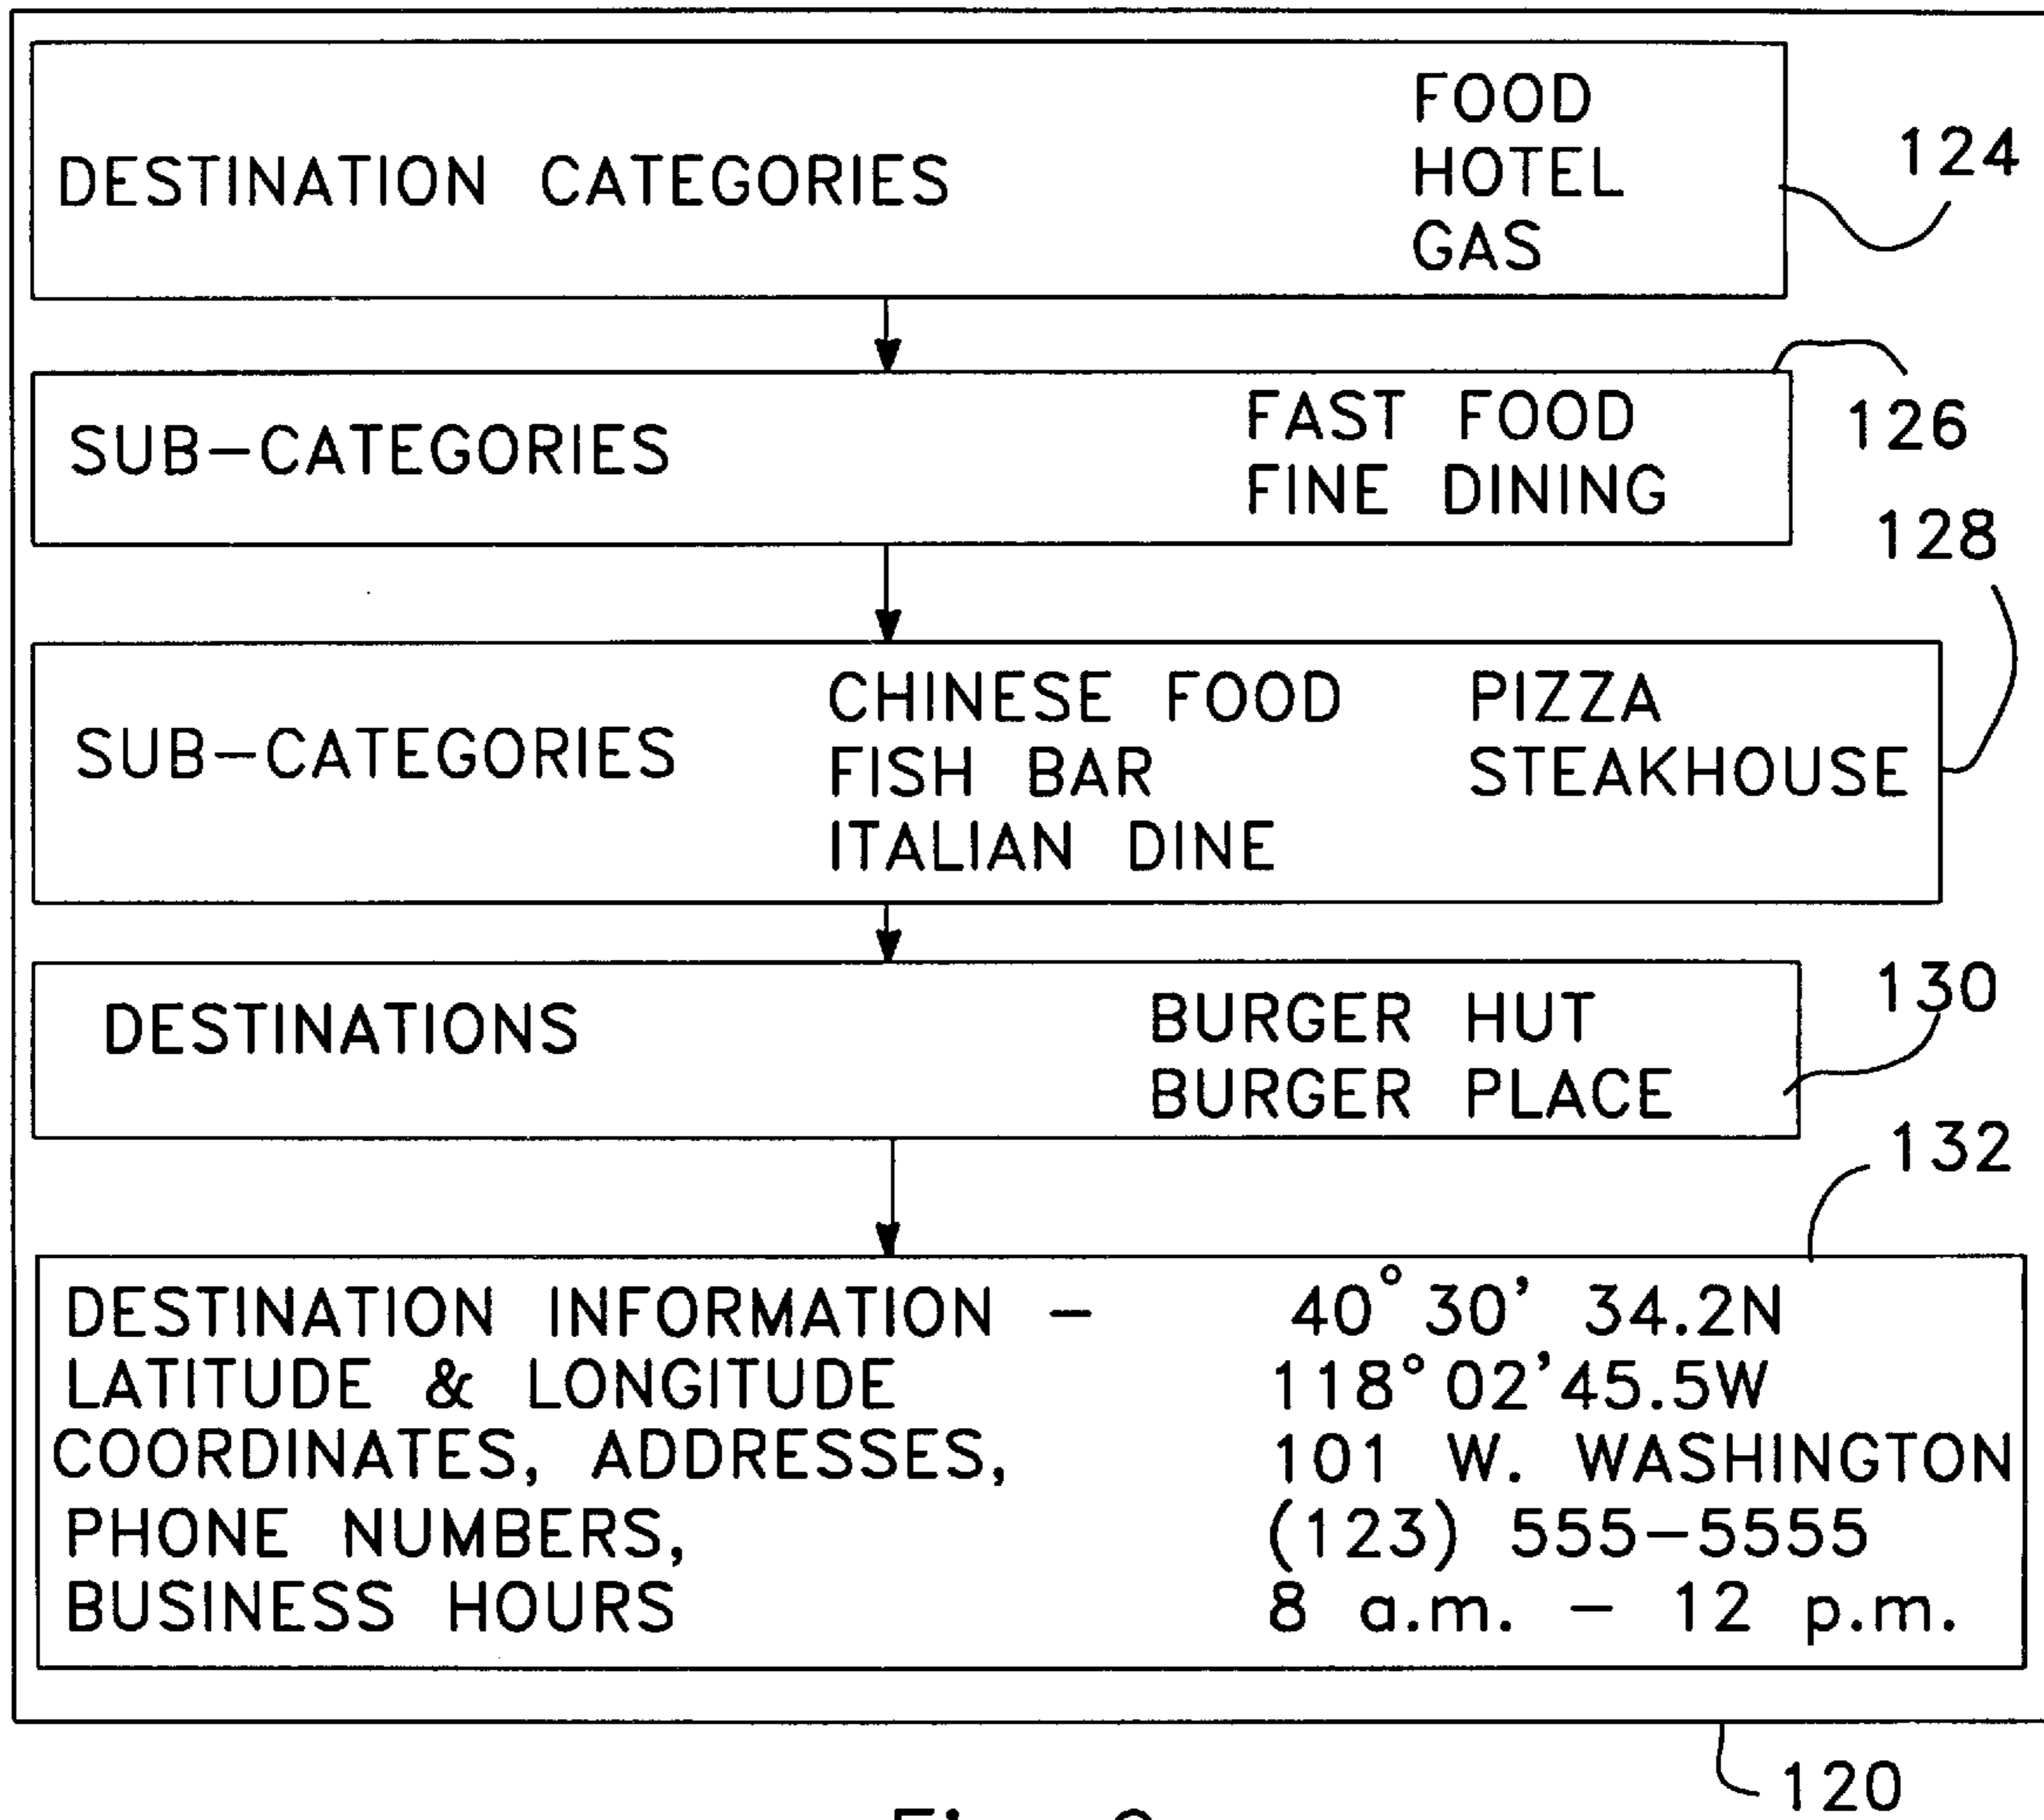 FOOD
DESTINATION CATEGORIES HOTEL
GAS
124
SUB-CATEGORIES FAST FOOD
FINE DINING
126
128
SUB-CATEGORIES CHINESE FOOD PIZZA
FISH BAR STEAKHOUSE
ITALIAN DINE
DESTINATIONS BURGER HUT
BURGER PLACE
130
132
DESTINATION INFORMATION - 40° 30' 34.2N
LATITUDE & LONGITUDE 118° 02' 45.5W
COORDINATES, ADDRESSES, 101 W. WASHINGTON
PHONE NUMBERS, (123) 555-5555
BUSINESS HOURS 8 a.m. - 12 p.m.
120